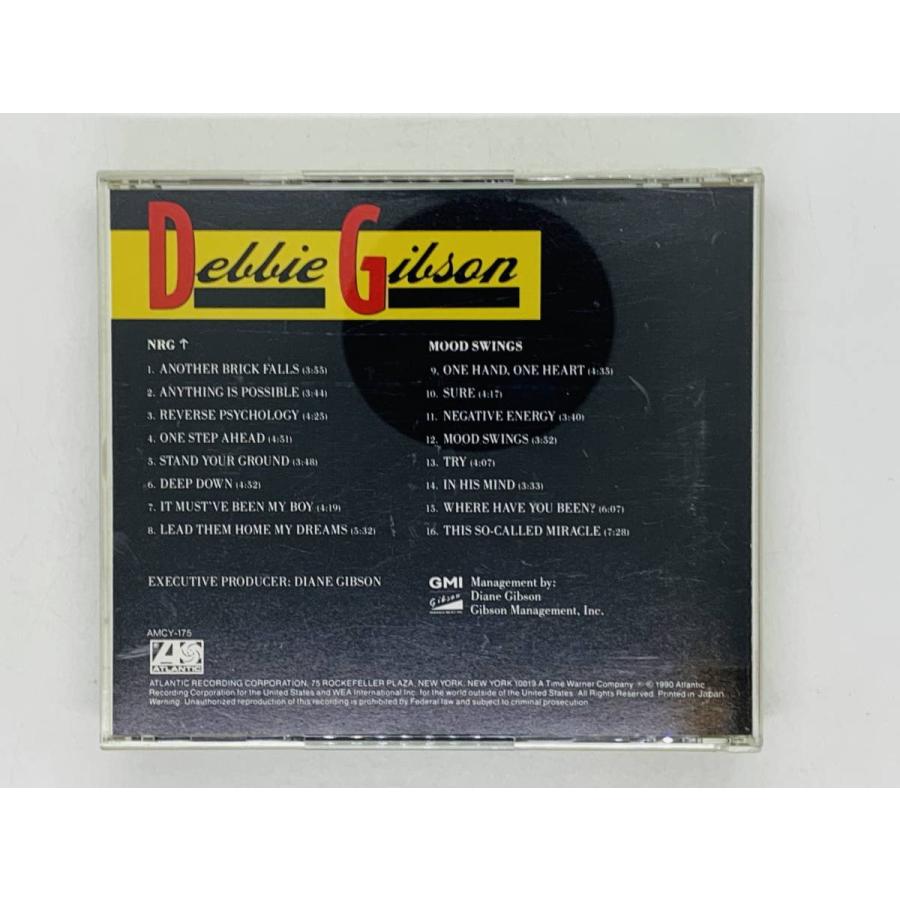 Debbie Gibson
NRG ↑
1. ANOTHER BRICK FALLS (3:55)
2. ANYTHING IS POSSIBLE (3:44)
3. REVERSE PSYCHOLOGY (4:25)
4. ONE STEP AHEAD (4:51)
5. STAND YOUR GROUND (3:48)
6. DEEP DOWN (4:52)
7. IT MUST'VE BEEN MY BOY (4:19)
8. LEAD THEM HOME MY DREAMS (5:32)
MOOD SWINGS
9. ONE HAND, ONE HEART (4:35)
10. SURE (4:17)
11. NEGATIVE ENERGY (3:40)
12. MOOD SWINGS (3:52)
13. TRY (4:07)
14. IN HIS MIND (3:33)
15. WHERE HAVE YOU BEEN? (6:07)
16. THIS SO-CALLED MIRACLE (7:28)
EXECUTIVE PRODUCER: DIANE GIBSON
GMI
Gibson
Management by:
Diane Gibson
Gibson Management, Inc.
AMCY-175
ATLANTIC
ATLANTIC RECORDING CORPORATION, 75 ROCKEFELLER PLAZA, NEW YORK, NEW YORK 10019 A Time Warner Company ℗ © 1990 Atlantic
Recording Corporation for the United States and WEA International Inc. for the world outside of the United States. All Rights Reserved. Printed in Japan
Warning: Unauthorized reproduction of this recording is prohibited by Federal law and subject to criminal prosecution